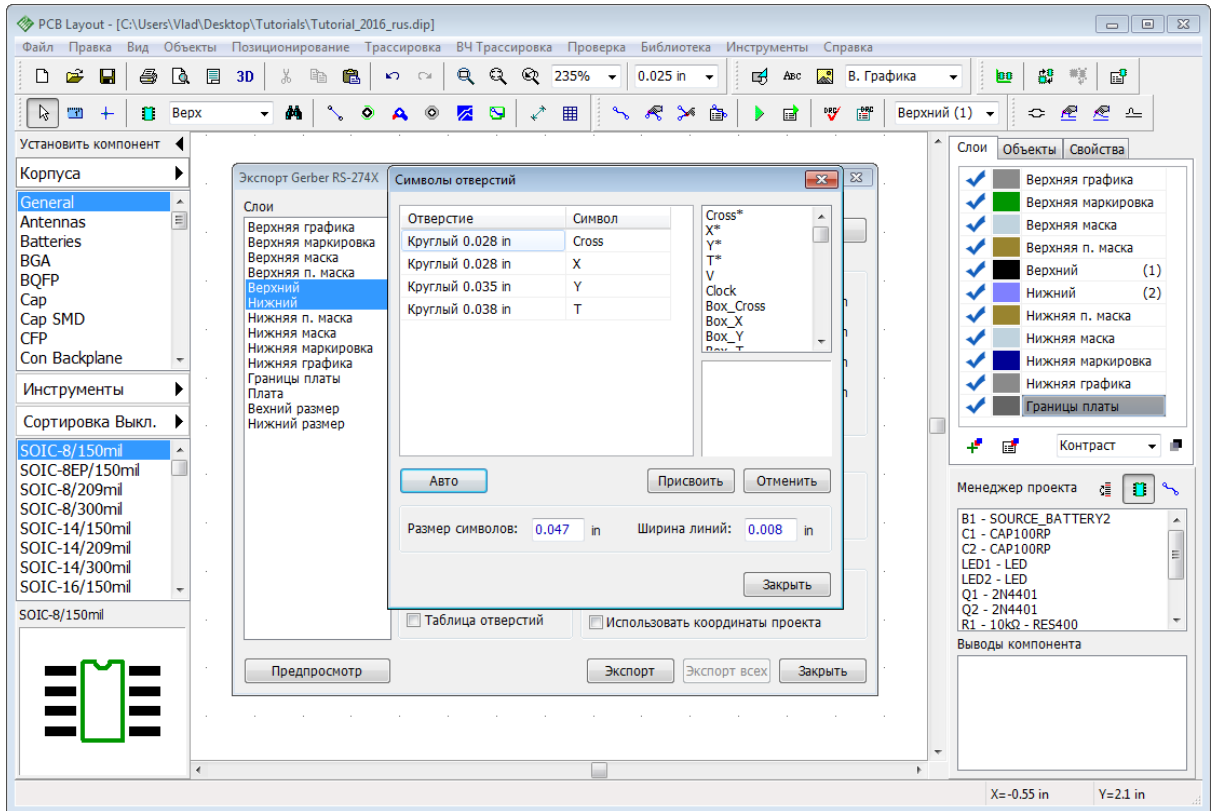 PCB Layout - [C:\Users\Vlad\Desktop\Tutorials\Tutorial_2016_rus.dip]
Файл Правка Вид Объекты Позиционирование Трассировка ВЧ Трассировка Проверка Библиотека Инструменты Справка
3D 235% 0.025 in ABC В. Графика
Верх DRC DRC Верхний (1)
Установить компонент
Корпуса
General
Antennas
Batteries
BGA
BQFP
Cap
Cap SMD
CFP
Con Backplane
Инструменты
Сортировка Выкл.
SOIC-8/150mil
SOIC-8EP/150mil
SOIC-8/209mil
SOIC-8/300mil
SOIC-14/150mil
SOIC-14/209mil
SOIC-14/300mil
SOIC-16/150mil
SOIC-8/150mil
Экспорт Gerber RS-274X
Слои
Верхняя графика
Верхняя маркировка
Верхняя маска
Верхняя п. маска
Верхний
Нижний
Нижняя п. маска
Нижняя маска
Нижняя маркировка
Нижняя графика
Границы платы
Плата
Вехний размер
Нижний размер
Таблица отверстий
Использовать координаты проекта
Предпросмотр
Экспорт
Экспорт всех
Закрыть
Символы отверстий
Отверстие Символ
Круглый 0.028 in Cross
Круглый 0.028 in X
Круглый 0.035 in Y
Круглый 0.038 in T
Cross*
X*
Y*
T*
V
Clock
Box_Cross
Box_X
Box_Y
Box_T
Авто
Присвоить
Отменить
Размер символов: 0.047 in
Ширина линий: 0.008 in
Закрыть
Слои Объекты Свойства
Верхняя графика
Верхняя маркировка
Верхняя маска
Верхняя п. маска
Верхний (1)
Нижний (2)
Нижняя п. маска
Нижняя маска
Нижняя маркировка
Нижняя графика
Границы платы
Контраст
Менеджер проекта
B1 - SOURCE_BATTERY2
C1 - CAP100RP
C2 - CAP100RP
LED1 - LED
LED2 - LED
Q1 - 2N4401
Q2 - 2N4401
R1 - 10kΩ - RES400
Выводы компонента
X=-0.55 in Y=2.1 in